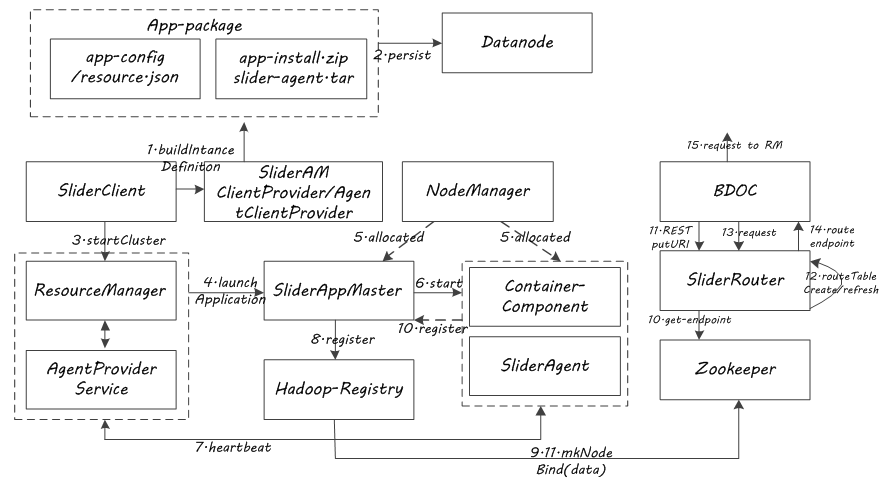 App-package
app-config
/resource.json
app-install.zip
slider-agent.tar
2.persist
Datanode
1.buildIntance
Definiton
SliderClient
SliderAM
ClientProvider/Agen
tClientProvider
NodeManager
15.request to RM
BDOC
3.startCluster
5.allocated
5.allocated
11.REST
putURI
13.request
14.route
endpoint
ResourceManager
4.launch
Application
SliderAppMaster
6.start
Container-
Component
SliderRouter
12.routeTable
Create/refresh
10.register
8.register
10.get-endpoint
AgentProvider
Service
Hadoop-Registry
SliderAgent
Zookeeper
7.heartbeat
9.11.mkNode
Bind(data)